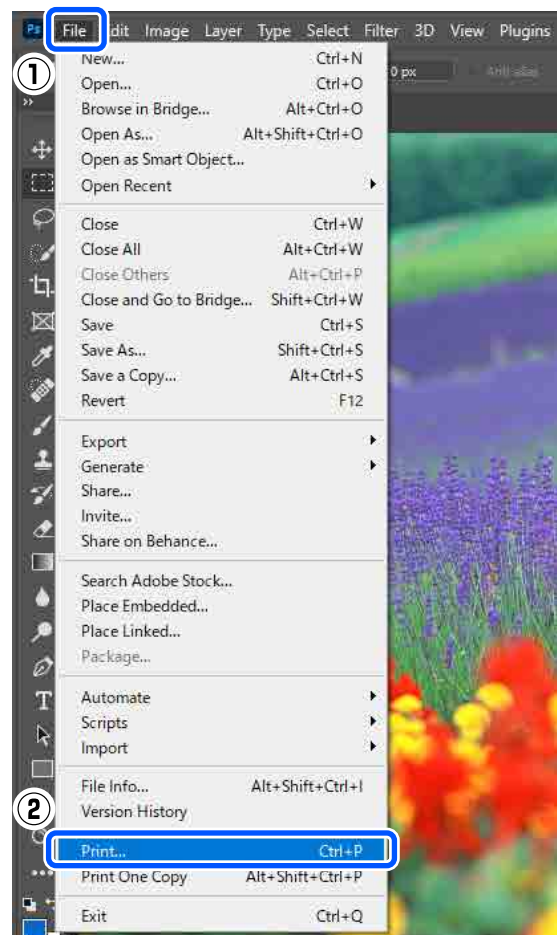 Ps File Edit Image Layer Type Select Filter 3D View Plugins
①
0 px Anti-alias
New... Ctrl+N
Open... Ctrl+O
Browse in Bridge... Alt+Ctrl+O
Open As... Alt+Shift+Ctrl+O
Open as Smart Object...
Open Recent
Close Ctrl+W
Close All Alt+Ctrl+W
Close Others Alt+Ctrl+P
Close and Go to Bridge... Shift+Ctrl+W
Save Ctrl+S
Save As... Shift+Ctrl+S
Save a Copy... Alt+Ctrl+S
Revert F12
Export
Generate
Share...
Invite...
Share on Behance...
Search Adobe Stock...
Place Embedded...
Place Linked...
Package...
Automate
Scripts
Import
File Info... Alt+Shift+Ctrl+I
Version History
②
Print... Ctrl+P
Print One Copy Alt+Shift+Ctrl+P
Exit Ctrl+Q